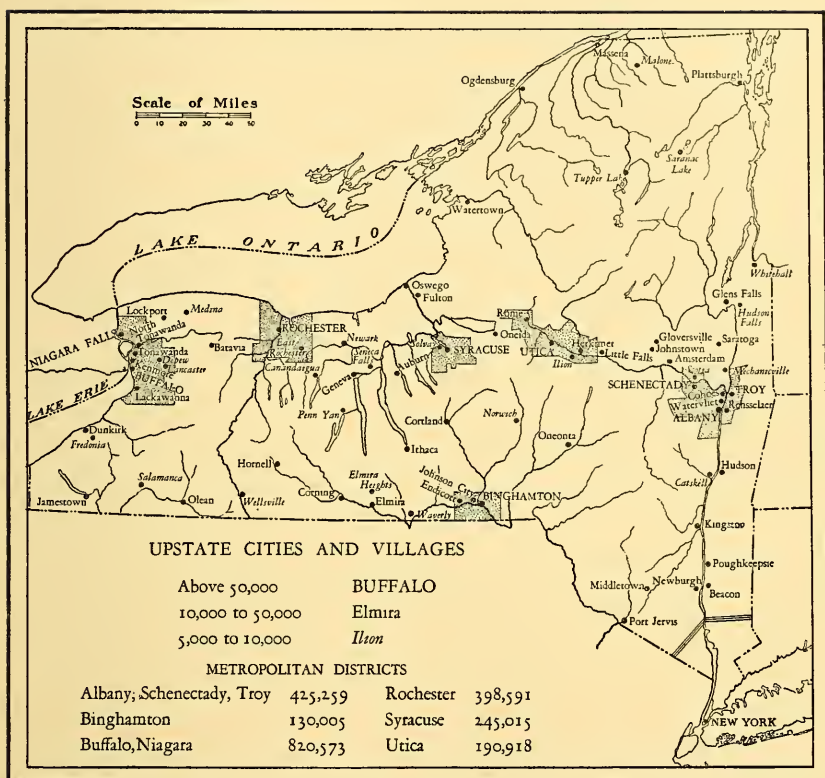 Scale of Miles
0 10 20 30 40 50
Massena
Malone
Plattsburgh
Ogdensburg
Saranac
Lake
Tupper Lake
Watertown
LAKE ONTARIO
Whitehall
Oswego
Fulton
Glens Falls
Hudson
Falls
Lockport
Medina
North
Tonawanda
NIAGARA FALLS
Tonawanda
Depew
Kenmore
Lancaster
BUFFALO
Lackawanna
LAKE ERIE
Batavia
ROCHESTER
East
Rochester
Newark
Seneca
Falls
Canandaigua
Geneva
Auburn
Solvay
SYRACUSE
Oneida
Rome
UTICA
Herkimer
Ilion
Little Falls
Gloversville
Johnstown
Amsterdam
Saratoga
Mechanicville
SCHENECTADY
Cohoes
TROY
Watervliet
Rensselaer
ALBANY
Penn Yan
Cortland
Norwich
Oneonta
Ithaca
Dunkirk
Fredonia
Salamanca
Jamestown
Olean
Hornell
Wellsville
Corning
Elmira
Heights
Elmira
Waverly
Johnson City
Endicott
BINGHAMTON
Hudson
Catskill
Kingston
Poughkeepsie
Middletown
Newburgh
Beacon
Port Jervis
NEW YORK
UPSTATE CITIES AND VILLAGES
Above 50,000 BUFFALO
10,000 to 50,000 Elmira
5,000 to 10,000 Ilion
METROPOLITAN DISTRICTS
Albany, Schenectady, Troy 425,259 Rochester 398,591
Binghamton 130,005 Syracuse 245,015
Buffalo, Niagara 820,573 Utica 190,918